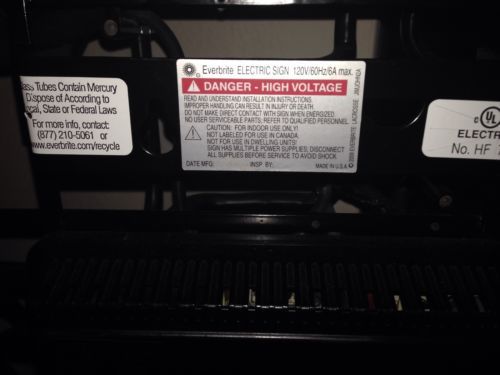 Everbrite ELECTRIC SIGN 120V/60Hz/6A max.
DANGER - HIGH VOLTAGE
READ AND UNDERSTAND INSTALLATION INSTRUCTIONS.
IMPROPER HANDLING CAN RESULT IN INJURY OR DEATH.
DO NOT MAKE DIRECT CONTACT WITH SIGN WHEN ENERGIZED.
NO USER SERVICEABLE PARTS, REFER TO QUALIFIED PERSONNEL.
CAUTION: FOR INDOOR USE ONLY!
NOT LABELED FOR USE IN CANADA.
NOT FOR USE IN DWELLING UNITS!
SIGN HAS MULTIPLE POWER SUPPLIES; DISCONNECT
ALL SUPPLIES BEFORE SERVICE TO AVOID SHOCK.
DATE MFG: INSP. BY: MADE IN U.S.A.
EVERBRITE - LACROSSE
Tubes Contain Mercury
Dispose of According to
Local, State or Federal Laws
For more info, contact:
(877) 210-5061 or
www.everbrite.com/recycle
UL
ELECTR
No. HF